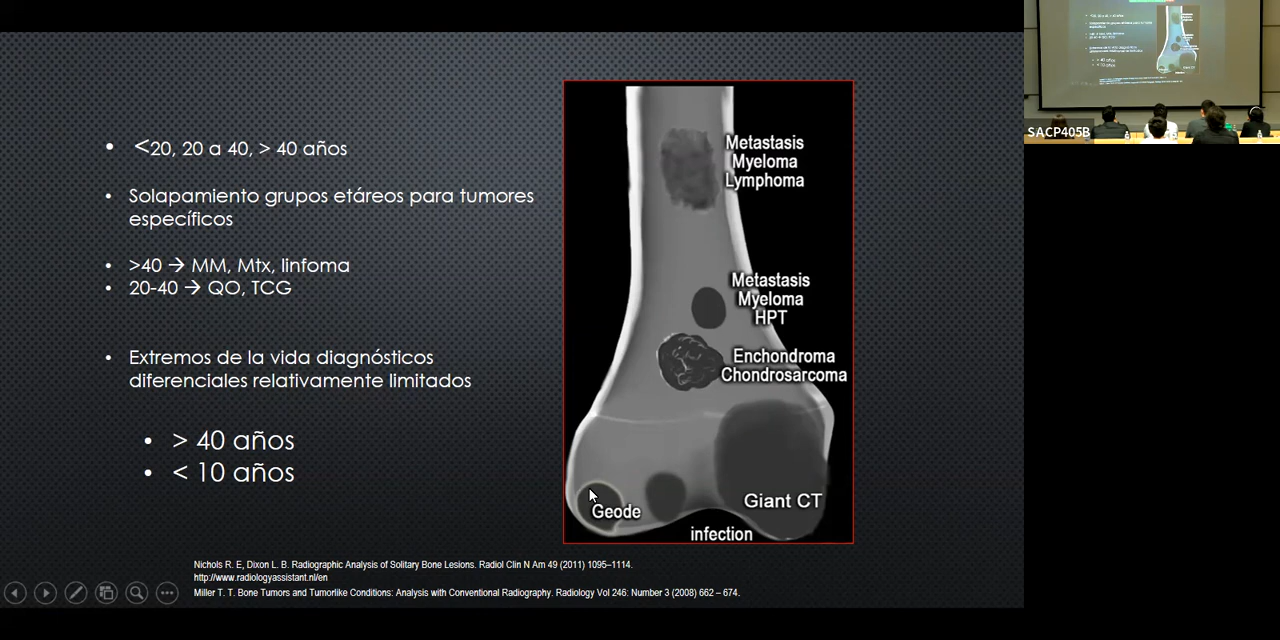 <20, 20 a 40, > 40 años
Solapamiento grupos etáreos para tumores
específicos
>40 → MM, Mtx, linfoma
20-40 → QO, TCG
Extremos de la vida diagnósticos
diferenciales relativamente limitados
> 40 años
< 10 años
Metastasis
Myeloma
Lymphoma
Metastasis
Myeloma
HPT
Enchondroma
Chondrosarcoma
Giant CT
Geode
infection
Nichols R. E, Dixon L. B. Radiographic Analysis of Solitary Bone Lesions. Radiol Clin N Am 49 (2011) 1095–1114.
http://www.radiologyassistant.nl/en
Miller T. T. Bone Tumors and Tumorlike Conditions: Analysis with Conventional Radiography. Radiology Vol 246: Number 3 (2008) 662 – 674.
SACP405B